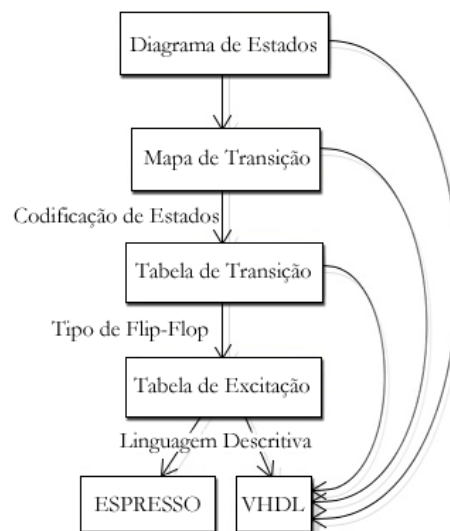 Diagrama de Estados
Mapa de Transição
Codificação de Estados
Tabela de Transição
Tipo de Flip-Flop
Tabela de Excitação
Linguagem Descritiva
ESPRESSO
VHDL